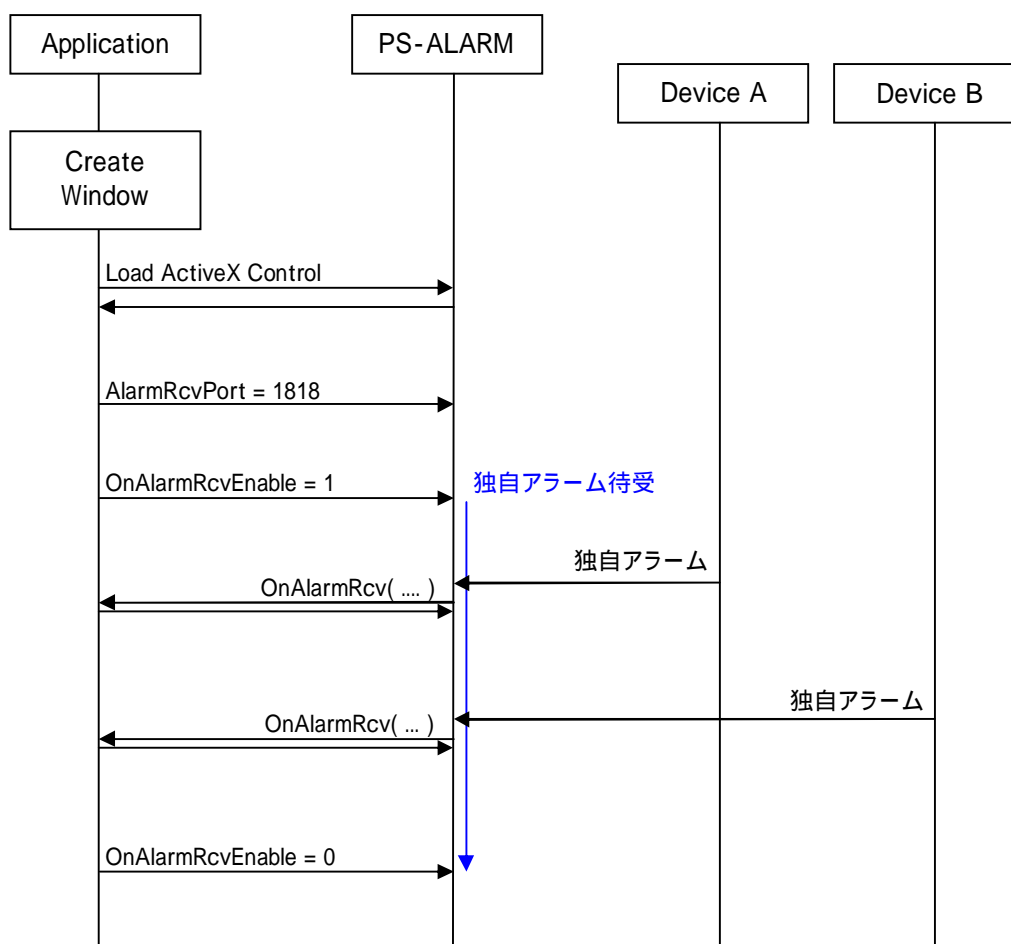 Application
PS-ALARM
Device A
Device B
Create
Window
Load ActiveX Control
AlarmRcvPort = 1818
OnAlarmRcvEnable = 1
独自アラーム待受
独自アラーム
OnAlarmRcv( .... )
独自アラーム
OnAlarmRcv( ... )
OnAlarmRcvEnable = 0